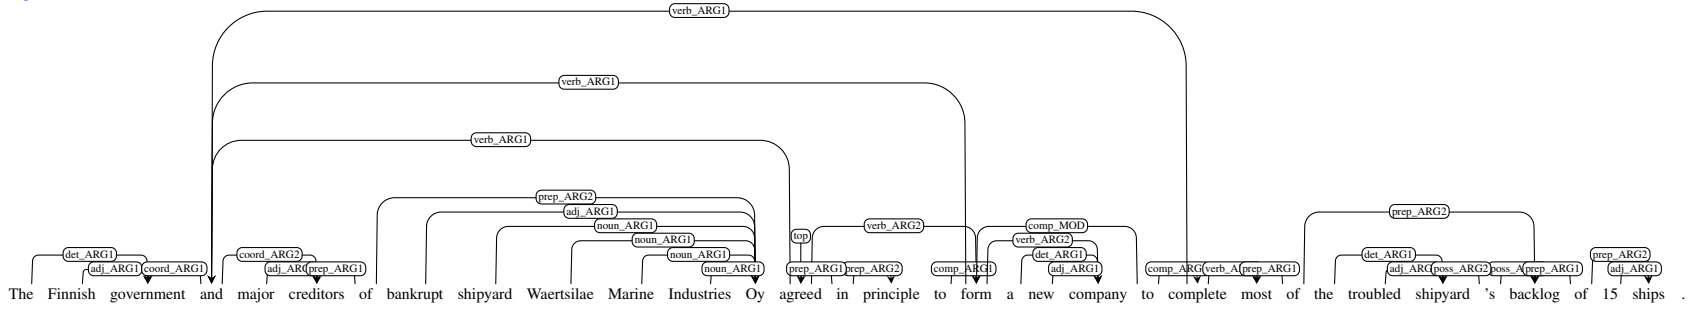 verb_ARG1
verb_ARG1
verb_ARG1
prep_ARG2
adj_ARG1 prep_ARG2
noun_ARG1 verb_ARG2 comp_MOD
noun_ARG1 top verb_ARG2
det_ARG1 coord_ARG2 noun_ARG1 det_ARG1 det_ARG1 prep_ARG2
adj_ARG1 coord_ARG1 prep_ARG1 noun_ARG1 prep_ARG1 prep_ARG2 adj_ARG1 prep_ARG1 poss_ARG2 prep_ARG1 adj_ARG1
The Finnish government and major creditors of bankrupt shipyard Waertsilae Marine Industries Oy agreed in principle to form a new company to complete most of the troubled shipyard 's backlog of 15 ships .